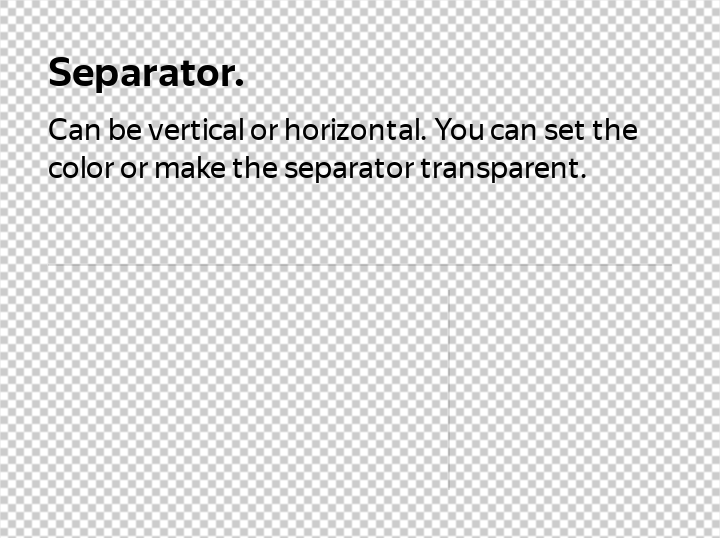 Separator.
Can be vertical or horizontal. You can set the
color or make the separator transparent.